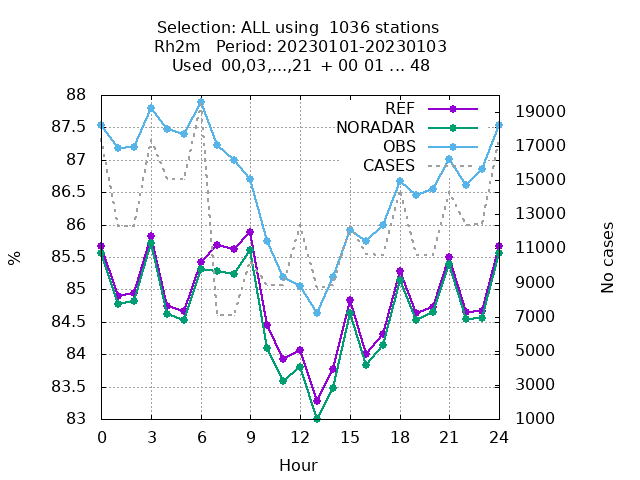 Selection: ALL using  1036 stations
Rh2m   Period: 20230101-20230103
Used  00,03,...,21  + 00 01 ... 48
REF
NORADAR
OBS
CASES
88
87.5
87
86.5
86
85.5
85
84.5
84
83.5
83
%
19000
17000
15000
13000
11000
9000
7000
5000
3000
1000
No cases
0 3 6 9 12 15 18 21 24
Hour